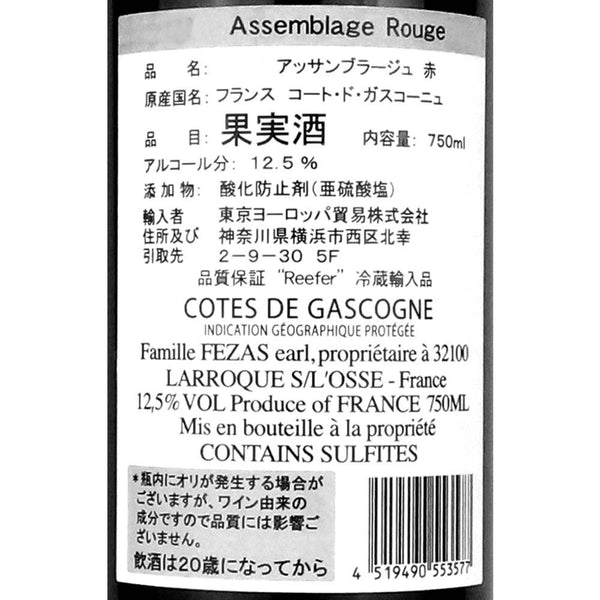 Assemblage Rouge
品　名:　アッサンブラージュ 赤
原産国名: フランス　コート・ド・ガスコーニュ
品　目: 果実酒　内容量: 750ml
アルコール分: 12.5%
添加物: 酸化防止剤(亜硫酸塩)
輸入者　東京ヨーロッパ貿易株式会社
住所及び　神奈川県横浜市西区北幸
引取先　2-9-30 5F
品質保証 “Reefer” 冷蔵輸入品
COTES DE GASCOGNE
INDICATION GÉOGRAPHIQUE PROTÉGÉE
Famille FEZAS earl, propriétaire à 32100
LARROQUE S/L'OSSE - France
12,5% VOL Produce of FRANCE 750ML
Mis en bouteille à la propriété
CONTAINS SULFITES
*瓶内にオリが発生する場合が
ございますが、ワイン由来の
成分ですので品質には影響ご
ざいません。
飲酒は20歳になってから
4 519490 553577